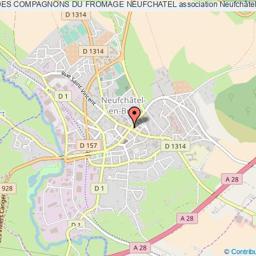 DES COMPAGNONS DU FROMAGE NEUFCHATEL association Neufchâtel
D 1314
D 1314
Rue Saint-Vincent
D 1
Neufchâtel-
en-Bray
D 157
D 1314
D 1
928
A 28
A 28
D 1
A 28
© Contribut